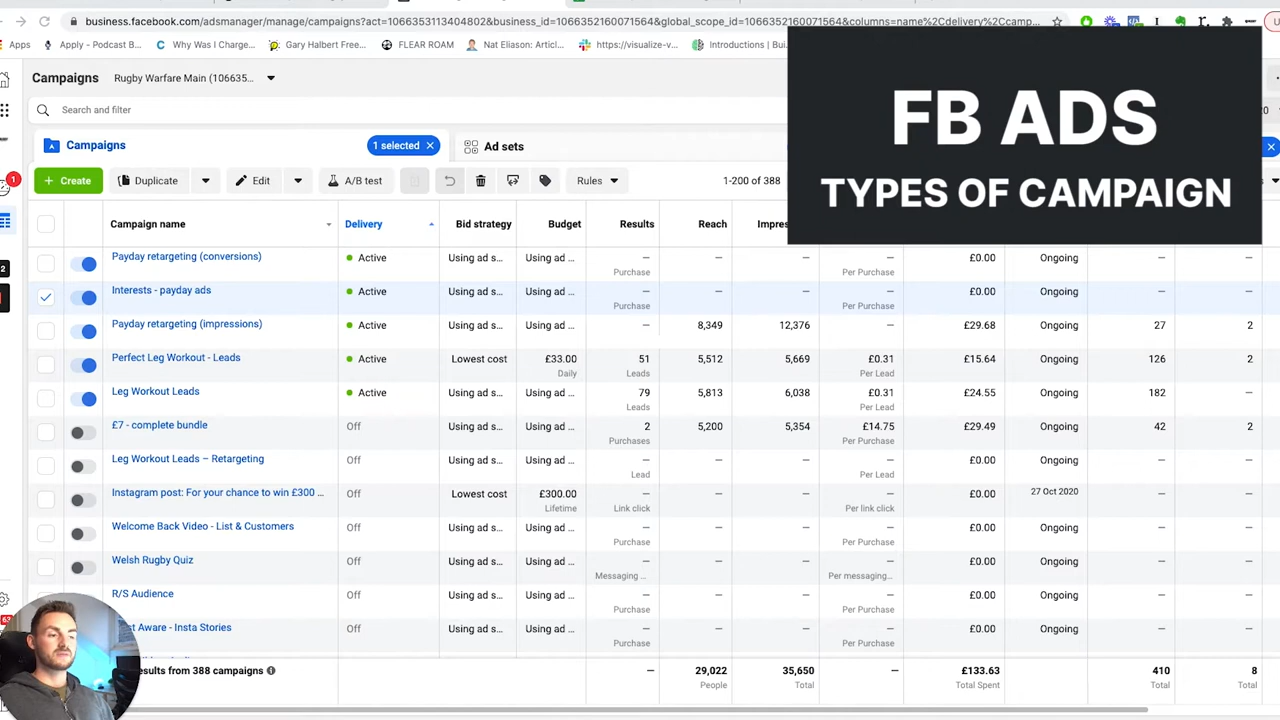 business.facebook.com/adsmanager/manage/campaigns?act=1066353113404802&business_id=1066352160071564&global_scope_id=1066352160071564&columns=name%2Cdelivery%2Ccamp...
Apps Apply - Podcast B... Why Was I Charge... Gary Halbert Free... FLEAR ROAM Nat Eliason: Articl... https://visualize-v... Introductions | Bui...
FB ADS
TYPES OF CAMPAIGN
Campaigns Rugby Warfare Main (106635...
Search and filter
Campaigns 1 selected × Ad sets
1
+ Create Duplicate Edit A/B test Rules 1-200 of 388
Campaign name Delivery Bid strategy Budget Results Reach
Payday retargeting (conversions) Active Using ad s... Using ad ... — — — — £0.00 Ongoing — —
Purchase Per Purchase
Interests - payday ads Active Using ad s... Using ad ... — — — — £0.00 Ongoing — —
Purchase Per Purchase
Payday retargeting (impressions) Active Using ad s... Using ad ... — 8,349 12,376 — £29.68 Ongoing 27 2
Perfect Leg Workout - Leads Active Lowest cost £33.00 51 5,512 5,669 £0.31 £15.64 Ongoing 126 2
Daily Leads Per Lead
Leg Workout Leads Active Using ad s... Using ad ... 79 5,813 6,038 £0.31 £24.55 Ongoing 182 —
Leads Per Lead
£7 - complete bundle Off Using ad s... Using ad ... 2 5,200 5,354 £14.75 £29.49 Ongoing 42 2
Purchases Per Purchase
Leg Workout Leads – Retargeting Off Using ad s... Using ad ... — — — — £0.00 Ongoing — —
Lead Per Lead
Instagram post: For your chance to win £300 ... Off Lowest cost £300.00 — — — — £0.00 27 Oct 2020 — —
Lifetime Link click Per link click
Welcome Back Video - List & Customers Off Using ad s... Using ad ... — — — — £0.00 Ongoing — —
Purchase Per Purchase
Welsh Rugby Quiz Off Using ad s... Using ad ... — — — — £0.00 Ongoing — —
Messaging ... Per messaging...
R/S Audience Off Using ad s... Using ad ... — — — — £0.00 Ongoing — —
Purchase Per Purchase
Aware - Insta Stories Off Using ad s... Using ad ... — — — — £0.00 Ongoing — —
Purchase Per Purchase
from 388 campaigns — 29,022 35,650 — £133.63 410 8
People Total Total Spent Total Total